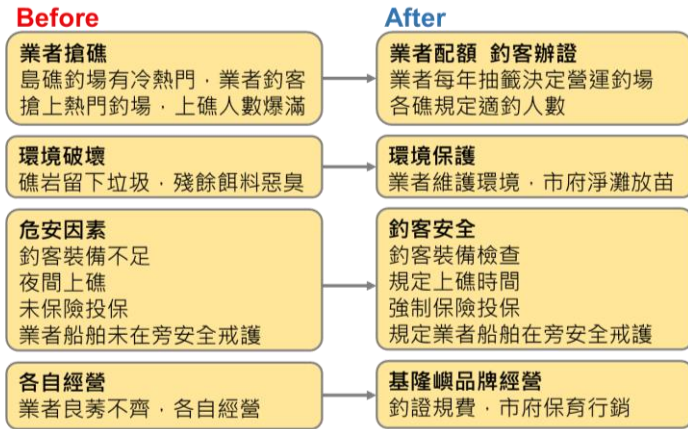 Before
After
業者搶礁
島礁釣場有冷熱門，業者釣客
搶上熱門釣場，上礁人數爆滿
業者配額 釣客辦證
業者每年抽籤決定營運釣場
各礁規定適釣人數
環境破壞
礁岩留下垃圾，殘餘餌料惡臭
環境保護
業者維護環境，市府淨灘放苗
危安因素
釣客裝備不足
夜間上礁
未保險投保
業者船舶未在旁安全戒護
釣客安全
釣客裝備檢查
規定上礁時間
強制保險投保
規定業者船舶在旁安全戒護
各自經營
業者良莠不齊，各自經營
基隆嶼品牌經營
釣證規費，市府保育行銷